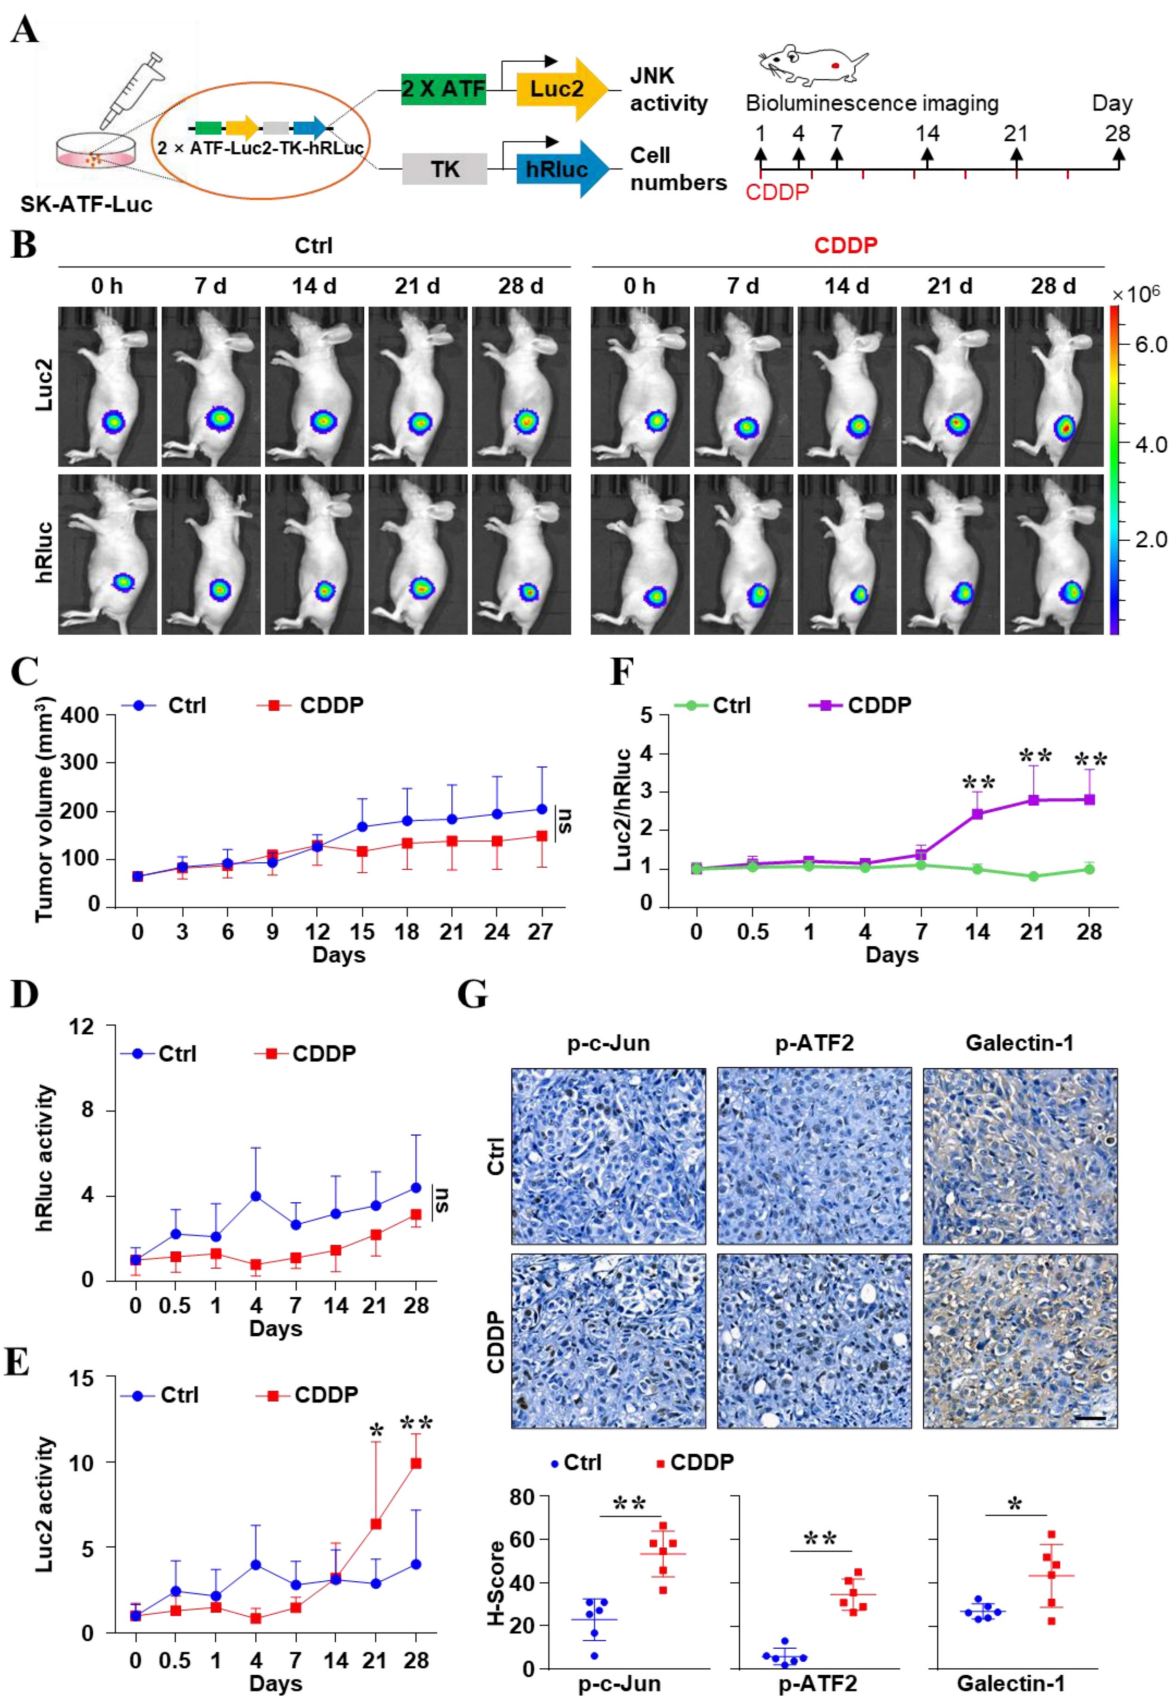 A
2 X ATF
Luc2
JNK
activity
Bioluminescence imaging
Day
1 4 7 14 21 28
2 × ATF-Luc2-TK-hRLuc
TK
hRluc
Cell
numbers
CDDP
SK-ATF-Luc
B
Ctrl
CDDP
0 h 7 d 14 d 21 d 28 d
0 h 7 d 14 d 21 d 28 d
×10⁶
Luc2
6.0
4.0
hRluc
2.0
C
Ctrl
CDDP
Tumor volume (mm³)
400
300
200
100
0
ns
0 3 6 9 12 15 18 21 24 27
Days
F
Ctrl
CDDP
Luc2/hRluc
5
4
3
2
1
0
** ** **
0 0.5 1 4 7 14 21 28
Days
D
Ctrl
CDDP
hRluc activity
12
8
4
0
ns
0 0.5 1 4 7 14 21 28
Days
E
Ctrl
CDDP
Luc2 activity
15
10
5
0
* **
0 0.5 1 4 7 14 21 28
Days
G
p-c-Jun
p-ATF2
Galectin-1
Ctrl
CDDP
Ctrl
CDDP
H-Score
80
60
40
20
0
**
**
*
p-c-Jun
p-ATF2
Galectin-1